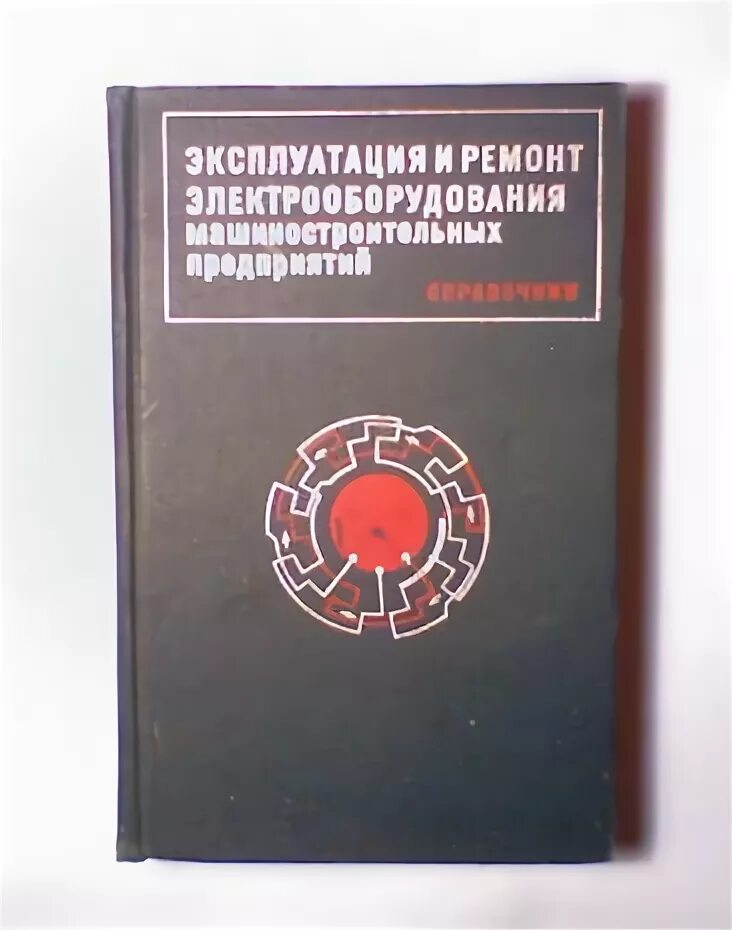 ЭКСПЛУАТАЦИЯ И РЕМОНТ
ЭЛЕКТРООБОРУДОВАНИЯ
машиностроительных
предприятий
СПРАВОЧНИК